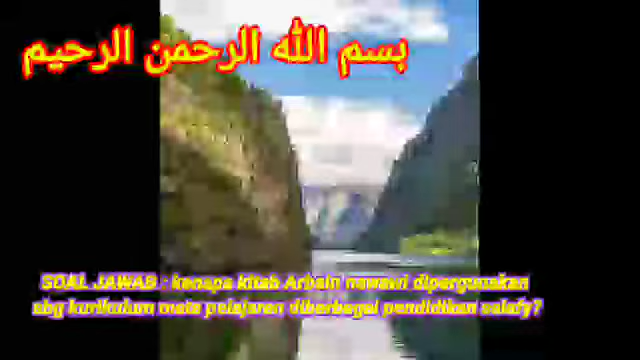 بسم الله الرحمن الرحيم
SOAL JAWAB : kenapa kitab Arbain nawawi dipergunakan
sbg kurikulum mata pelajaran diberbagai pendidikan salafy?